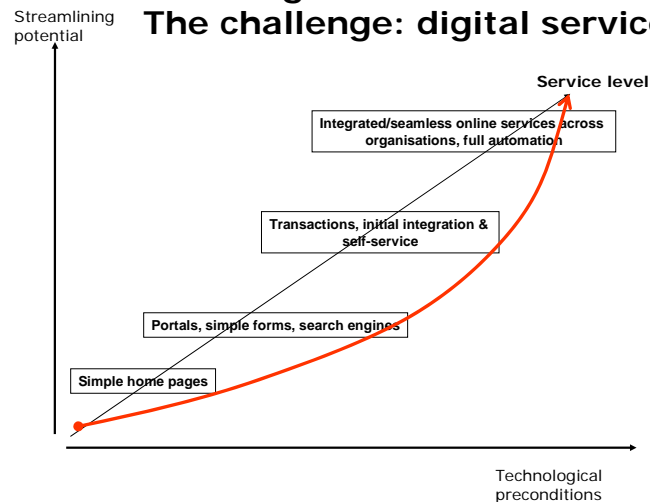 Streamlining
potential
The challenge: digital
Service level
Integrated/seamless online services across
organisations, full automation
Transactions, initial integration &
self-service
Portals, simple forms, search engines
Simple home pages
Technological
preconditions